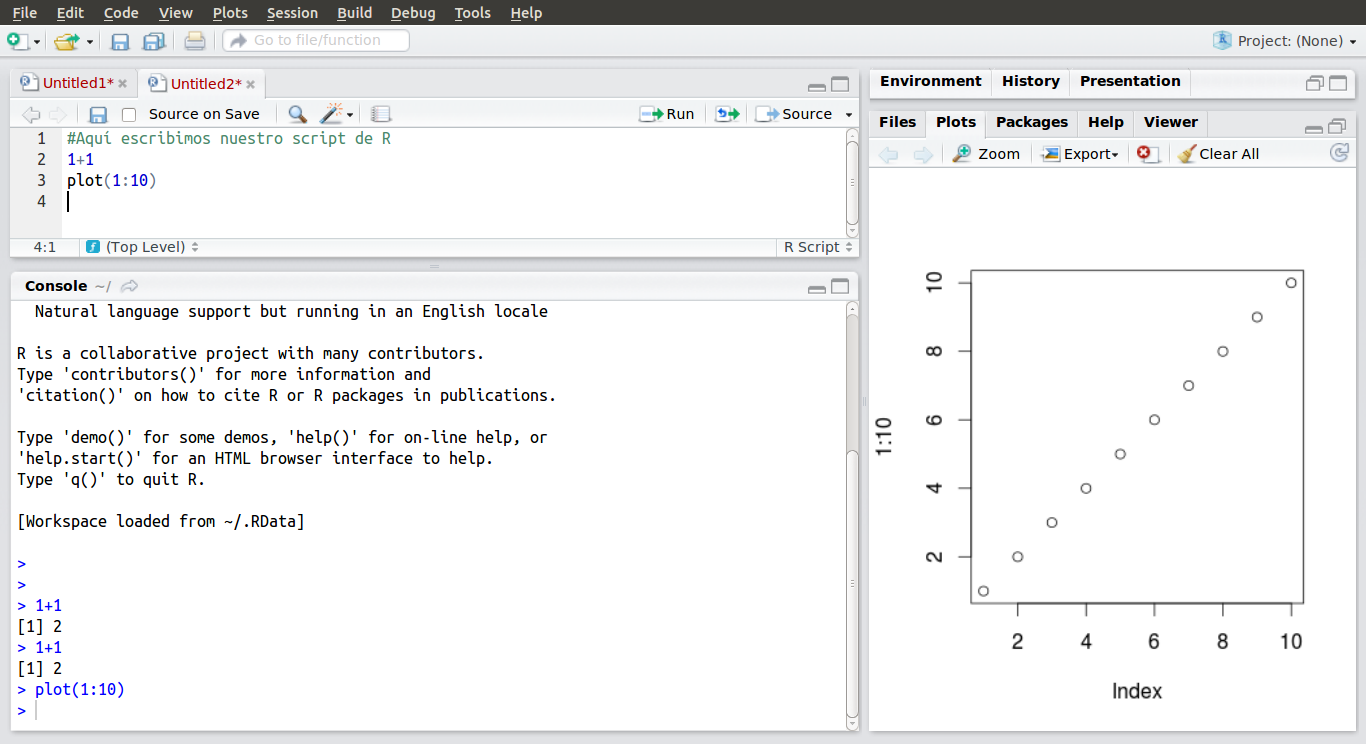 File Edit Code View Plots Session Build Debug Tools Help
Go to file/function
Project: (None)
Untitled1*
Untitled2*
Source on Save
Run
Source
1 #Aquí escribimos nuestro script de R
2 1+1
3 plot(1:10)
4
4:1
(Top Level)
R Script
Console ~/
Natural language support but running in an English locale
R is a collaborative project with many contributors.
Type 'contributors()' for more information and
'citation()' on how to cite R or R packages in publications.
Type 'demo()' for some demos, 'help()' for on-line help, or
'help.start()' for an HTML browser interface to help.
Type 'q()' to quit R.
[Workspace loaded from ~/.RData]
>
>
> 1+1
[1] 2
> 1+1
[1] 2
> plot(1:10)
>
Environment History Presentation
Files Plots Packages Help Viewer
Zoom Export Clear All
10
8
6
4
2
1:10
2 4 6 8 10
Index